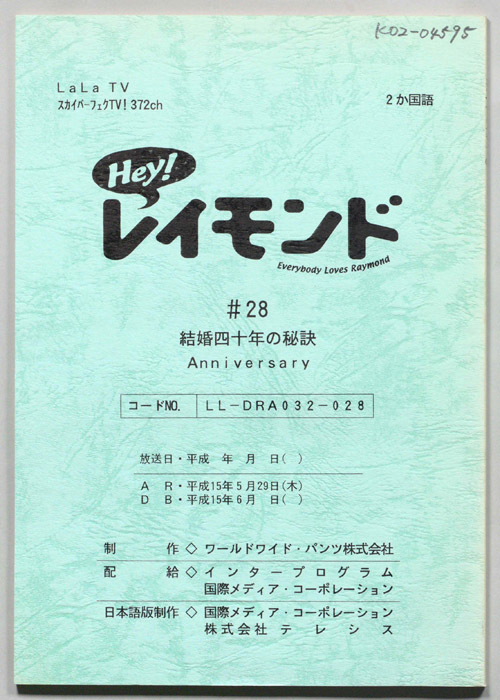 K02-04595
LaLa TV
スカイパーフェクTV! 372ch
2か国語
Hey!
レイモンド
Everybody Loves Raymond
#28
結婚四十年の秘訣
Anniversary
コードNO. LL-DRA032-028
放送日・平成 年 月 日( )
A R・平成15年5月29日(木)
D B・平成15年6月 日( )
制作◇ワールドワイド・パンツ株式会社
配給◇インタープログラム
国際メディア・コーポレーション
日本語版制作◇国際メディア・コーポレーション
株式会社テレシス